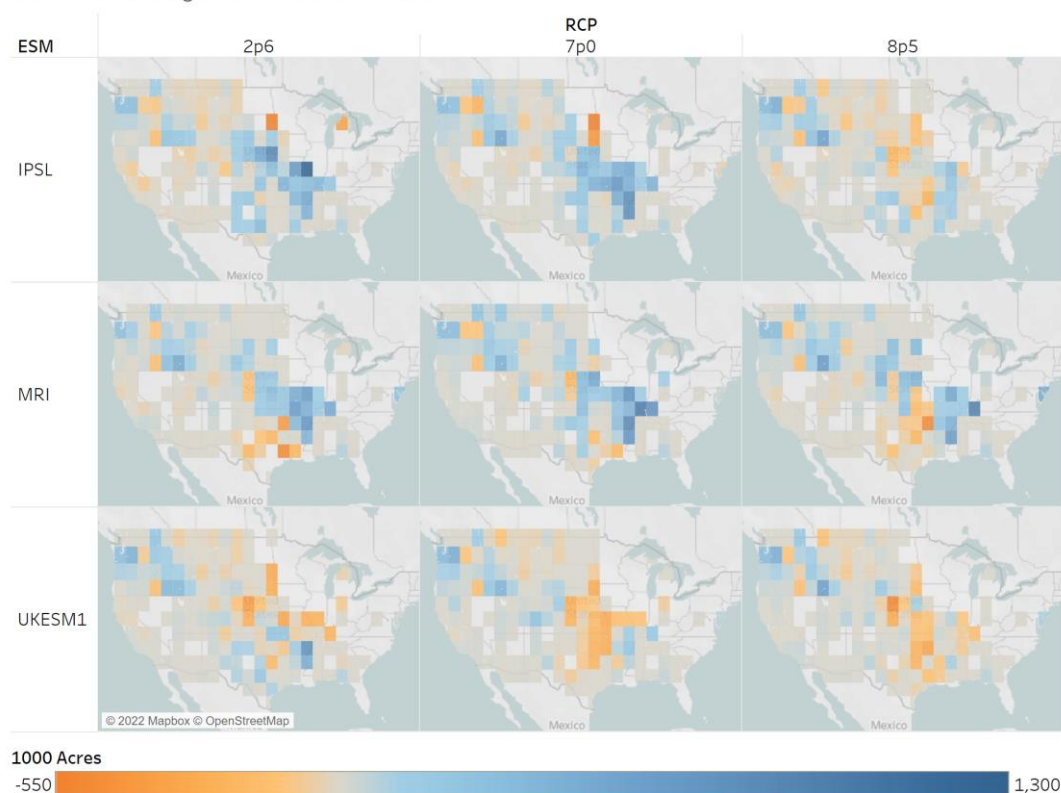 RCP
ESM 2p6 7p0 8p5
IPSL
Mexico Mexico Mexico
MRI
Mexico Mexico Mexico
UKESM1
© 2022 Mapbox © OpenStreetMap Mexico Mexico
1000 Acres
-550 1,300